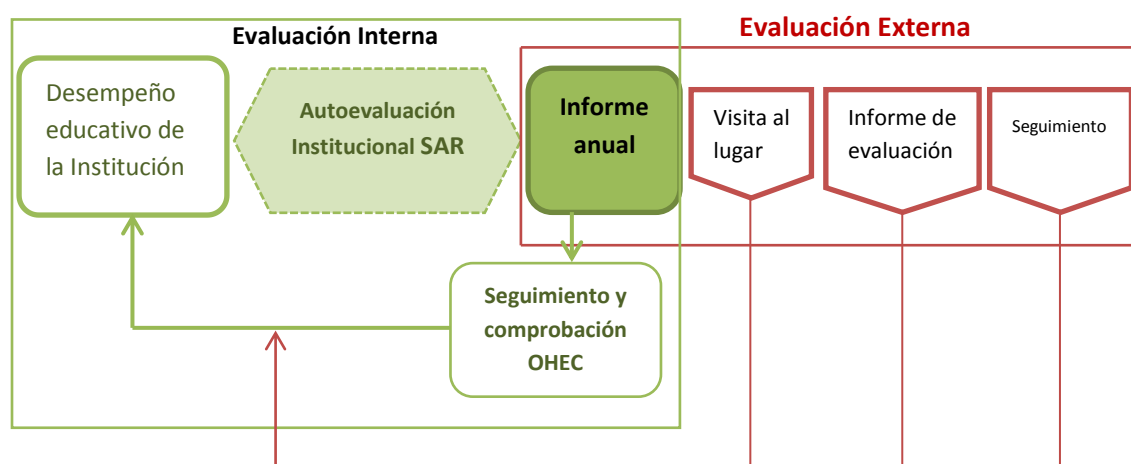 Evaluación Interna
Evaluación Externa
Desempeño
educativo de
la Institución
Autoevaluación
Institucional SAR
Informe
anual
Visita al
lugar
Informe de
evaluación
Seguimiento
Seguimiento y
comprobación
OHEC